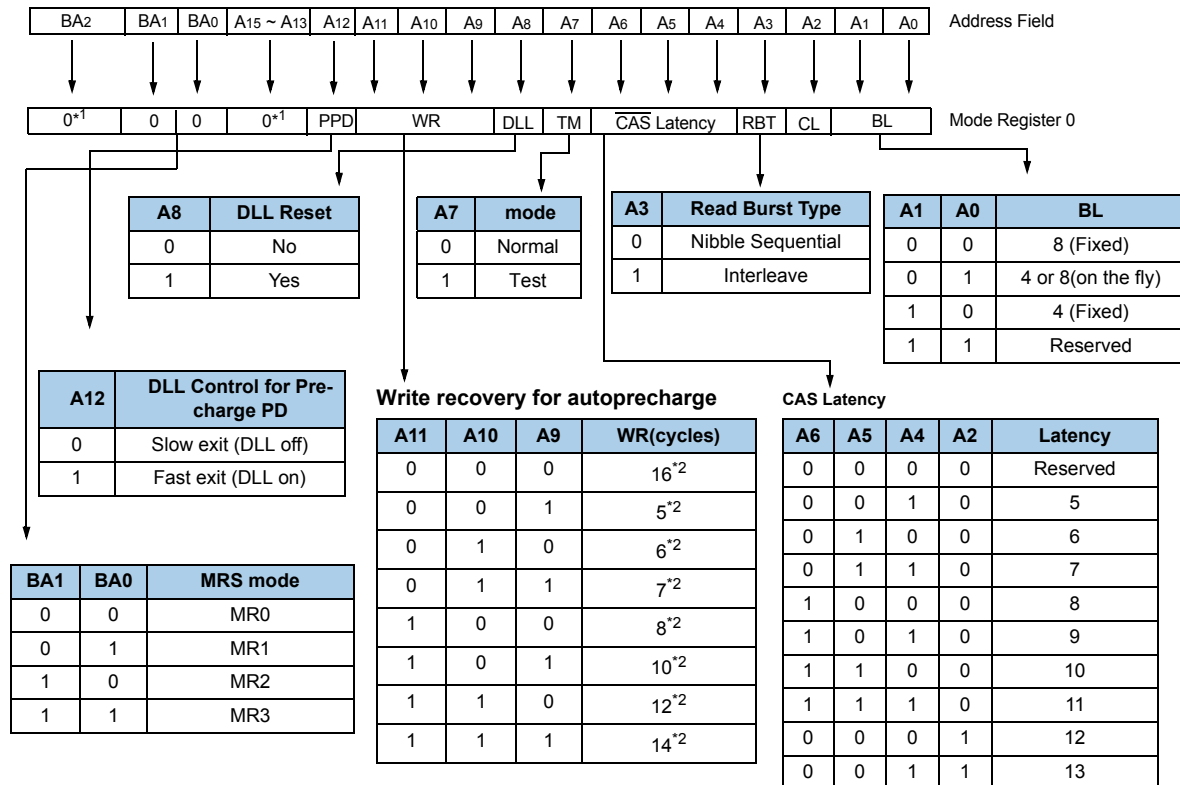 BA2 BA1 BA0 A15 ~ A13 A12 A11 A10 A9 A8 A7 A6 A5 A4 A3 A2 A1 A0 Address Field
0*1 0 0 0*1 PPD WR DLL TM CAS Latency RBT CL BL Mode Register 0
A8 DLL Reset
0 No
1 Yes
A7 mode
0 Normal
1 Test
A3 Read Burst Type
0 Nibble Sequential
1 Interleave
A1 A0 BL
0 0 8 (Fixed)
0 1 4 or 8(on the fly)
1 0 4 (Fixed)
1 1 Reserved
A12 DLL Control for Pre-
charge PD
0 Slow exit (DLL off)
1 Fast exit (DLL on)
BA1 BA0 MRS mode
0 0 MR0
0 1 MR1
1 0 MR2
1 1 MR3
Write recovery for autoprecharge
A11 A10 A9 WR(cycles)
0 0 0 16*2
0 0 1 5*2
0 1 0 6*2
0 1 1 7*2
1 0 0 8*2
1 0 1 10*2
1 1 0 12*2
1 1 1 14*2
CAS Latency
A6 A5 A4 A2 Latency
0 0 0 0 Reserved
0 0 1 0 5
0 1 0 0 6
0 1 1 0 7
1 0 0 0 8
1 0 1 0 9
1 1 0 0 10
1 1 1 0 11
0 0 0 1 12
0 0 1 1 13